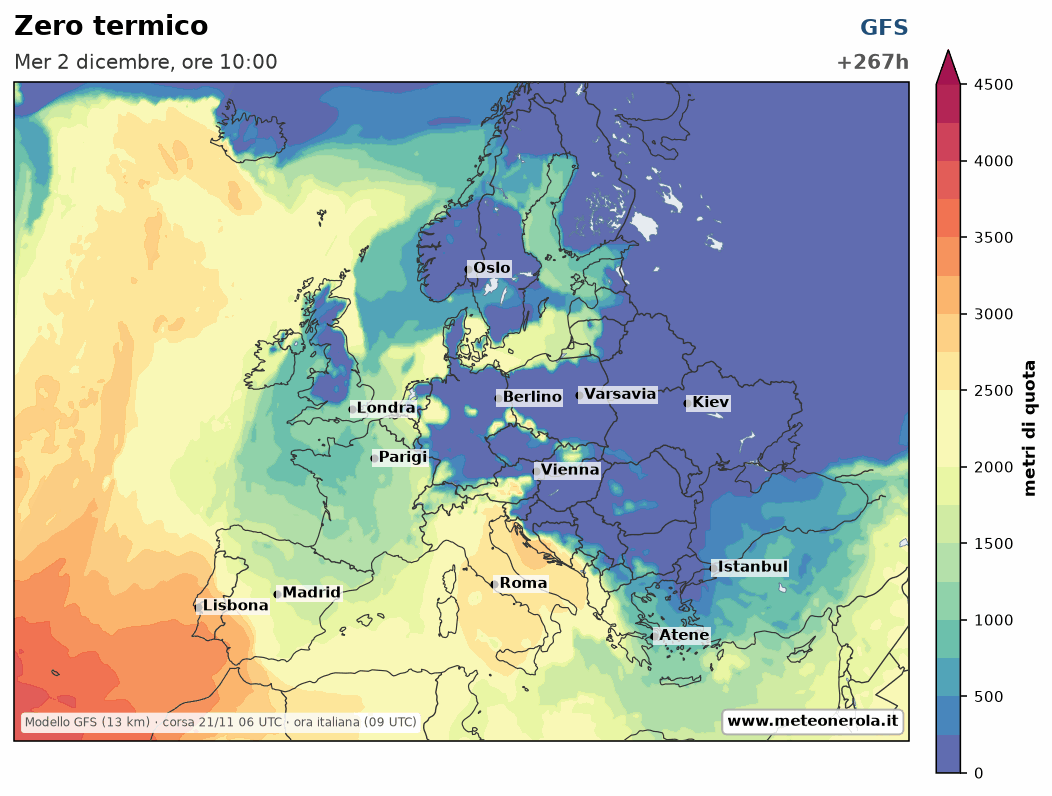 Zero termico
GFS
Mer 2 dicembre, ore 10:00
+267h
4500
4000
3500
3000
2500
2000
1500
1000
500
0
metri di quota
Oslo
Londra
Berlino
Varsavia
Kiev
Parigi
Vienna
Istanbul
Roma
Madrid
Lisbona
Atene
Modello GFS (13 km) · corsa 21/11 06 UTC · ora italiana (09 UTC)
www.meteonerola.it